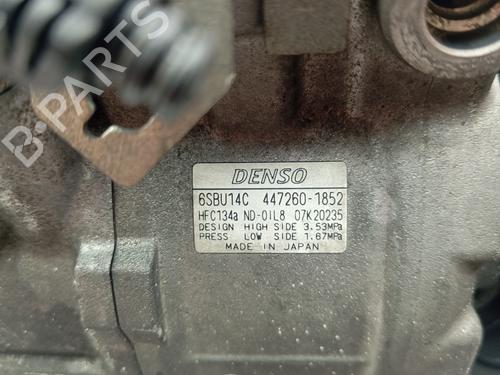 B-PARTS
DENSO
6SBU14C 447260-1852
HFC134a ND-OIL8 07K20235
DESIGN HIGH SIDE 3.53MPa
PRESS LOW SIDE 1.67MPa
MADE IN JAPAN